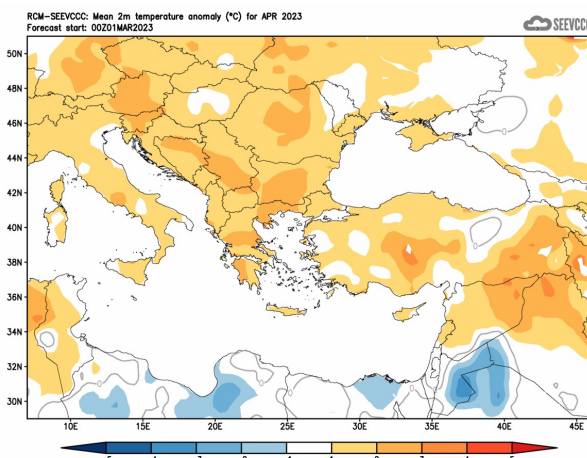 RCM-SEEVCCC: Mean 2m temperature anomaly (°C) for APR 2023
Forecast start: 00Z01MAR2023
SEEVCCC
50N
48N
46N
44N
42N
40N
38N
36N
34N
32N
30N
10E 15E 20E 25E 30E 35E 40E 45E